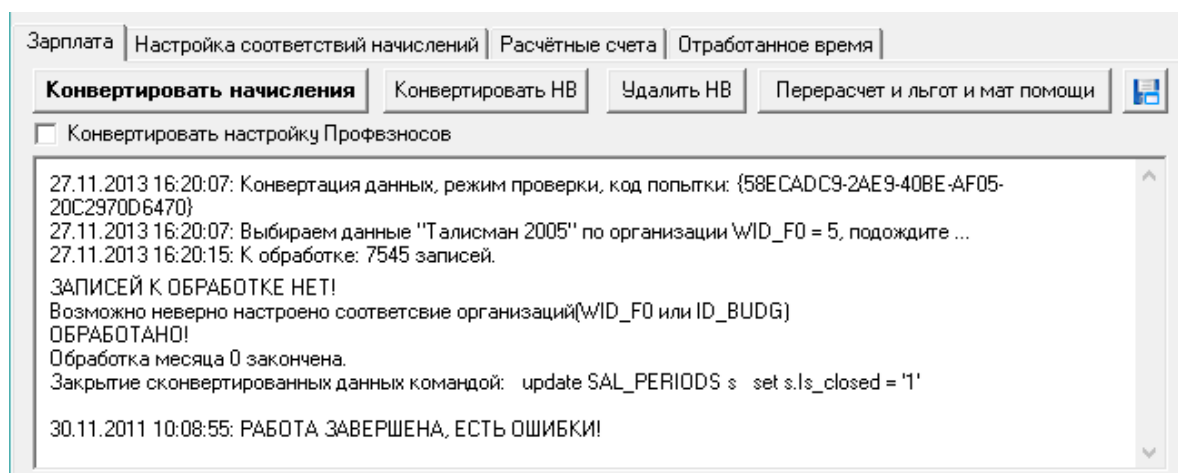 Зарплата Настройка соответствий начислений Расчётные счета Отработанное время
Конвертировать начисления Конвертировать НВ Удалить НВ Перерасчет и льгот и мат помощи
Конвертировать настройку Профвзносов
27.11.2013 16:20:07: Конвертация данных, режим проверки, код попытки: {58ECADC9-2AE9-40BE-AF05-
20C2970D6470}
27.11.2013 16:20:07: Выбираем данные "Талисман 2005" по организации WID_F0 = 5, подождите ...
27.11.2013 16:20:15: К обработке: 7545 записей.
ЗАПИСЕЙ К ОБРАБОТКЕ НЕТ!
Возможно неверно настроено соответсвие организаций(WID_F0 или ID_BUDG)
ОБРАБОТАНО!
Обработка месяца 0 закончена.
Закрытие сконвертированных данных командой: update SAL_PERIODS s set s.Is_closed = '1'
30.11.2011 10:08:55: РАБОТА ЗАВЕРШЕНА, ЕСТЬ ОШИБКИ!